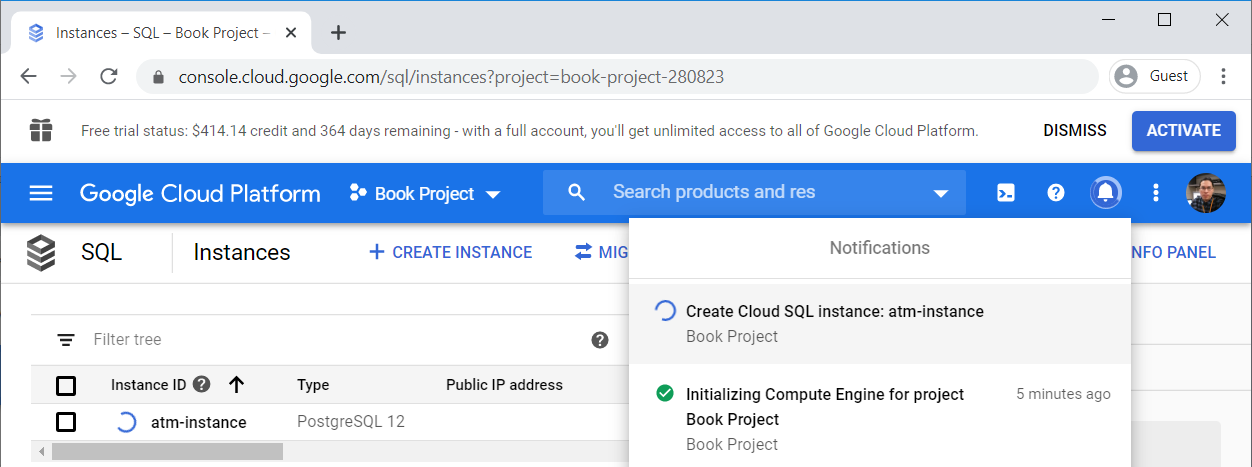 Instances – SQL – Book Project –
console.cloud.google.com/sql/instances?project=book-project-280823
Guest
Free trial status: $414.14 credit and 364 days remaining - with a full account, you'll get unlimited access to all of Google Cloud Platform.
DISMISS
ACTIVATE
Google Cloud Platform
Book Project
Search products and res
SQL
Instances
CREATE INSTANCE
MIG
NFO PANEL
Notifications
Create Cloud SQL instance: atm-instance
Book Project
Filter tree
Instance ID
Type
Public IP address
Initializing Compute Engine for project
Book Project
5 minutes ago
Book Project
atm-instance
PostgreSQL 12